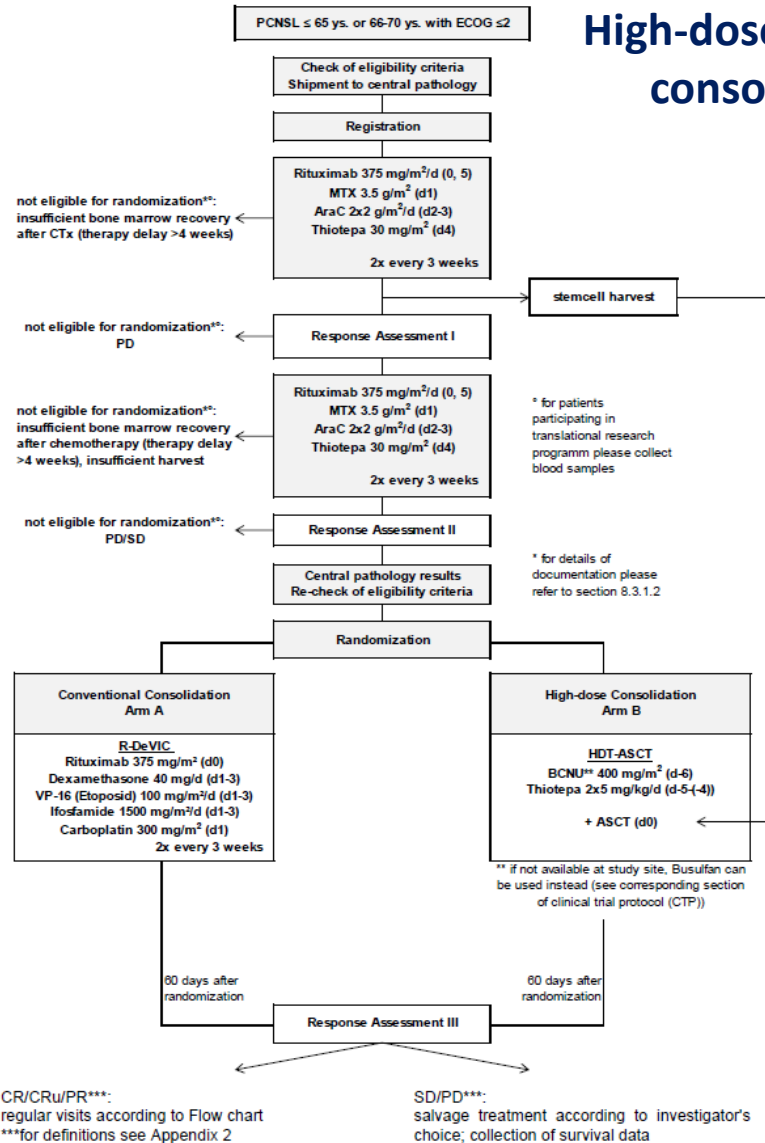 PCNSL ≤ 65 ys. or 66-70 ys. with ECOG ≤2
High-dose
conso
Check of eligibility criteria
Shipment to central pathology
Registration
Rituximab 375 mg/m²/d (0, 5)
MTX 3.5 g/m² (d1)
AraC 2x2 g/m²/d (d2-3)
Thiotepa 30 mg/m² (d4)
2x every 3 weeks
not eligible for randomization*°:
insufficient bone marrow recovery
after CTx (therapy delay >4 weeks)
stemcell harvest
not eligible for randomization*°:
PD
Response Assessment I
Rituximab 375 mg/m²/d (0, 5)
MTX 3.5 g/m² (d1)
AraC 2x2 g/m²/d (d2-3)
Thiotepa 30 mg/m² (d4)
2x every 3 weeks
not eligible for randomization*°:
insufficient bone marrow recovery
after chemotherapy (therapy delay
>4 weeks), insufficient harvest
° for patients
participating in
translational research
programm please collect
blood samples
not eligible for randomization*°:
PD/SD
Response Assessment II
Central pathology results
Re-check of eligibility criteria
* for details of
documentation please
refer to section 8.3.1.2
Randomization
Conventional Consolidation
Arm A
R-DeVIC
Rituximab 375 mg/m² (d0)
Dexamethasone 40 mg/d (d1-3)
VP-16 (Etoposid) 100 mg/m²/d (d1-3)
Ifosfamide 1500 mg/m²/d (d1-3)
Carboplatin 300 mg/m² (d1)
2x every 3 weeks
High-dose Consolidation
Arm B
HDT-ASCT
BCNU** 400 mg/m² (d-6)
Thiotepa 2x5 mg/kg/d (d-5-(-4))
+ ASCT (d0)
** if not available at study site, Busulfan can
be used instead (see corresponding section
of clinical trial protocol (CTP))
60 days after
randomization
60 days after
randomization
Response Assessment III
CR/CRu/PR***:
regular visits according to Flow chart
***for definitions see Appendix 2
SD/PD***:
salvage treatment according to investigator's
choice; collection of survival data